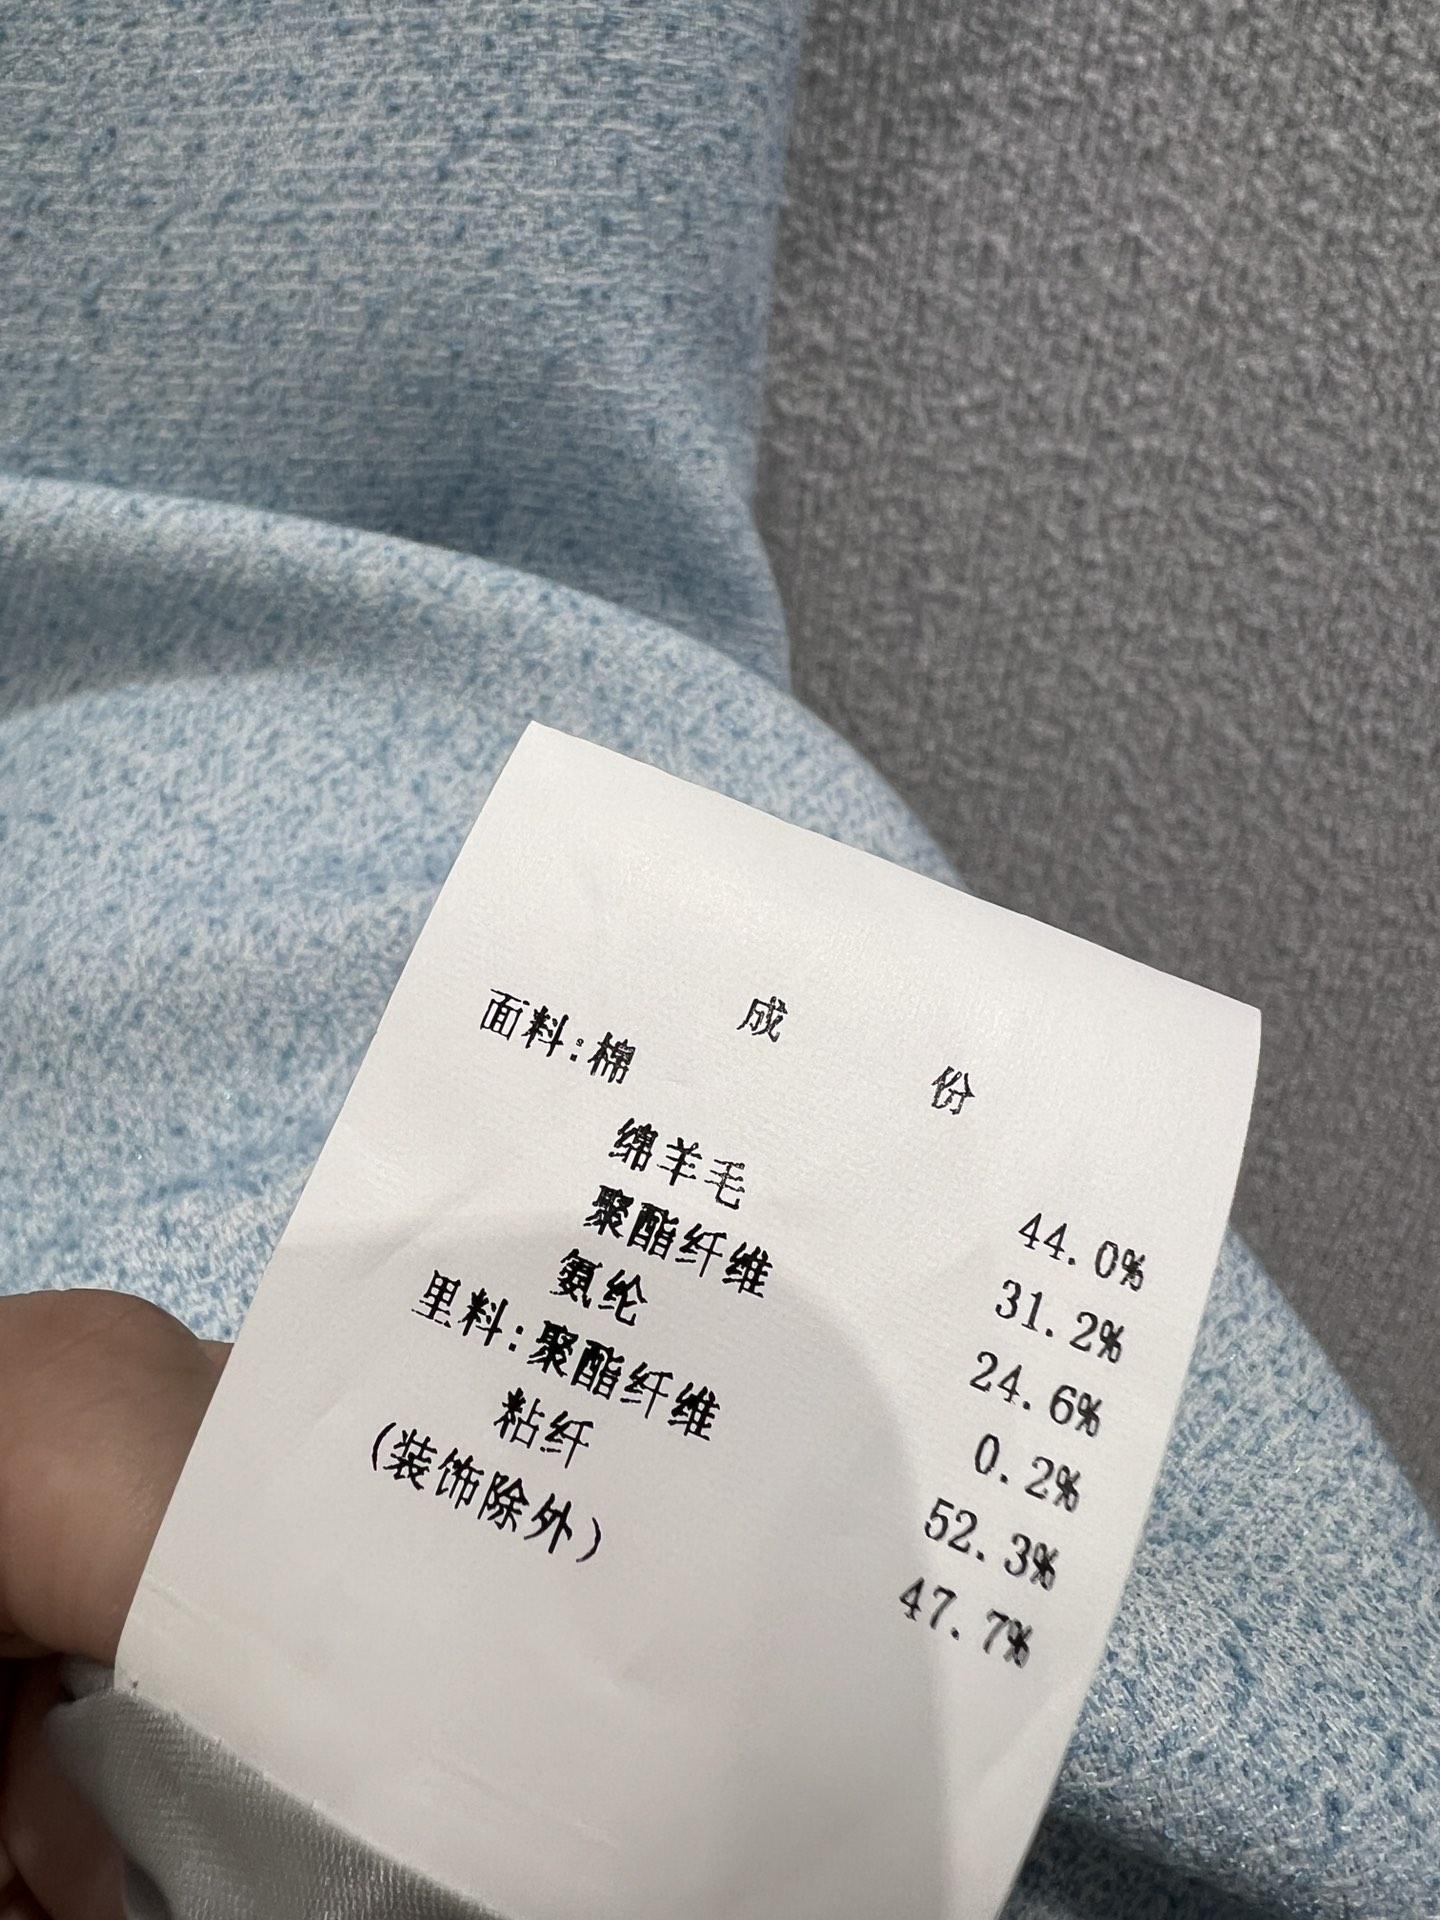 成 份
面料:棉 44.0%
绵羊毛 31.2%
聚酯纤维 24.6%
氨纶 0.2%
里料:聚酯纤维 52.3%
粘纤 47.7%
(装饰除外)